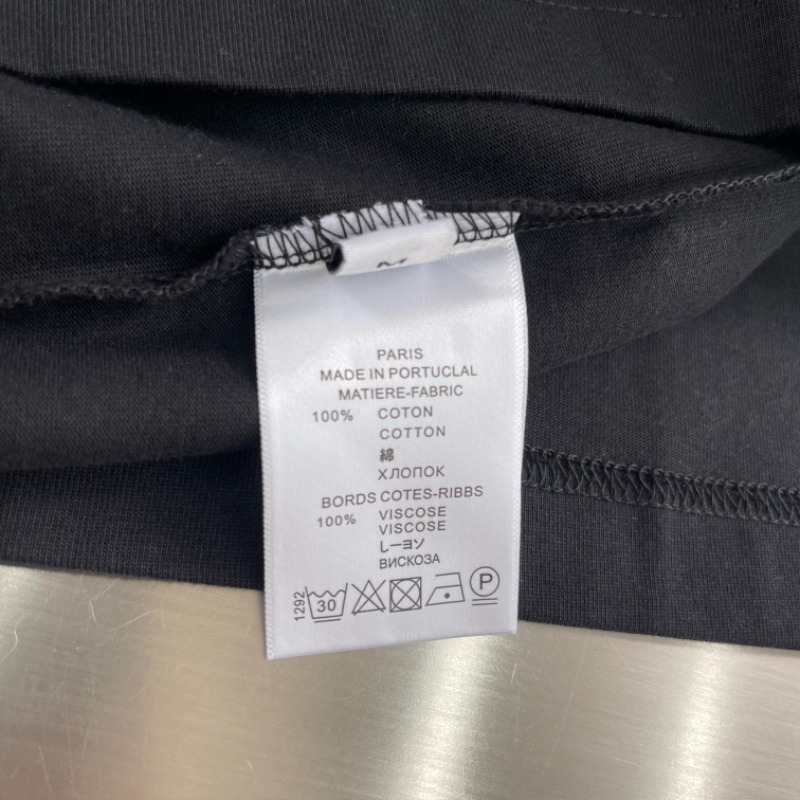 M
PARIS
MADE IN PORTUCLAL
MATIERE-FABRIC
100% COTON
COTTON
綿
ХЛОПОК
BORDS COTES-RIBBS
100% VISCOSE
VISCOSE
しーヨン
ВИСКОЗА
1292
30
P